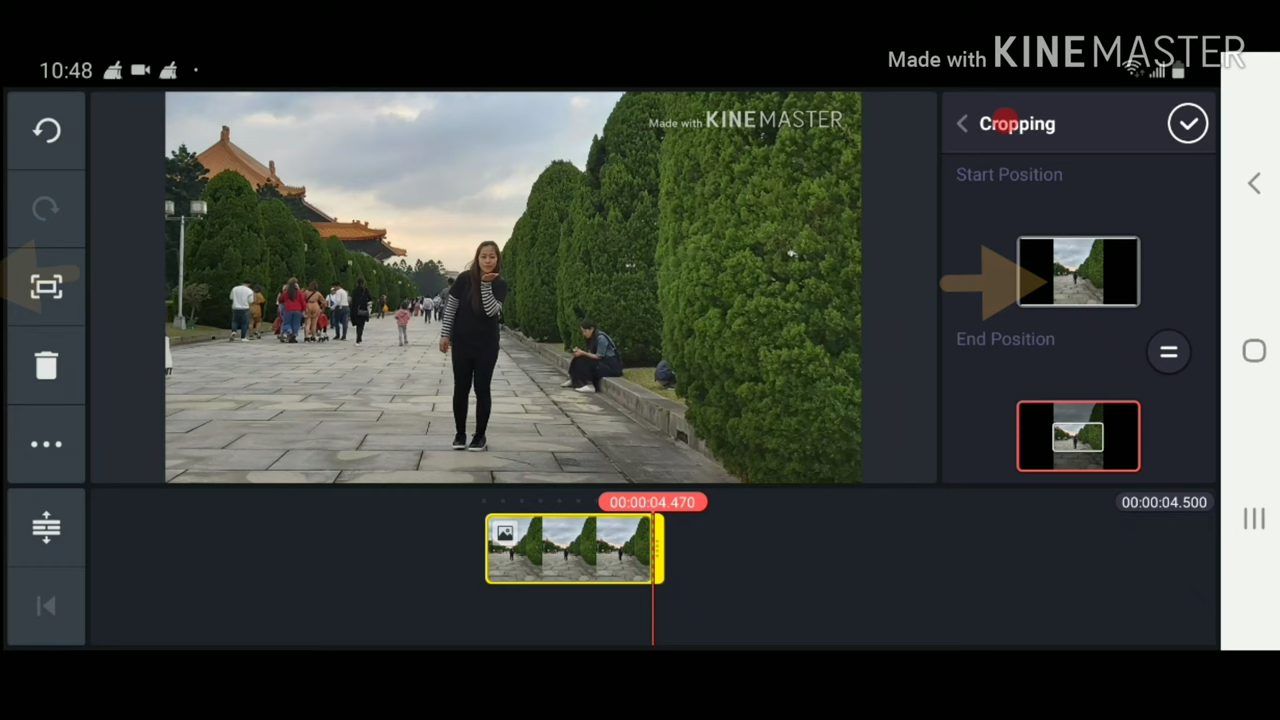 Made with KINEMASTER
10:48
Made with KINEMASTER
Cropping
Start Position
End Position
00:00:04.470
00:00:04.500